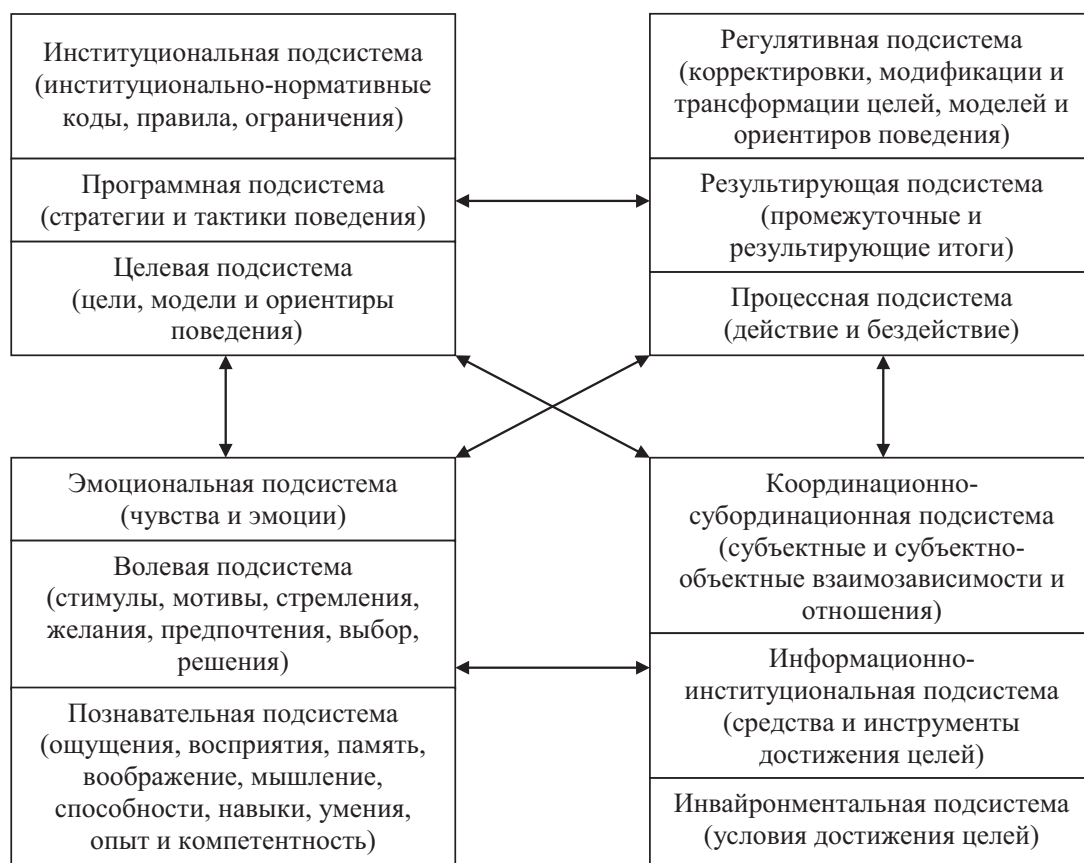 Институциональная подсистема
(институционально-нормативные
коды, правила, ограничения)
Программная подсистема
(стратегии и тактики поведения)
Целевая подсистема
(цели, модели и ориентиры
поведения)
Регулятивная подсистема
(корректировки, модификации и
трансформации целей, моделей и
ориентиров поведения)
Результирующая подсистема
(промежуточные и
результирующие итоги)
Процессная подсистема
(действие и бездействие)
Эмоциональная подсистема
(чувства и эмоции)
Волевая подсистема
(стимулы, мотивы, стремления,
желания, предпочтения, выбор,
решения)
Познавательная подсистема
(ощущения, восприятия, память,
воображение, мышление,
способности, навыки, умения,
опыт и компетентность)
Координационно-
субординационная подсистема
(субъектные и субъектно-
объектные взаимозависимости и
отношения)
Информационно-
институциональная подсистема
(средства и инструменты
достижения целей)
Инвайронментальная подсистема
(условия достижения целей)